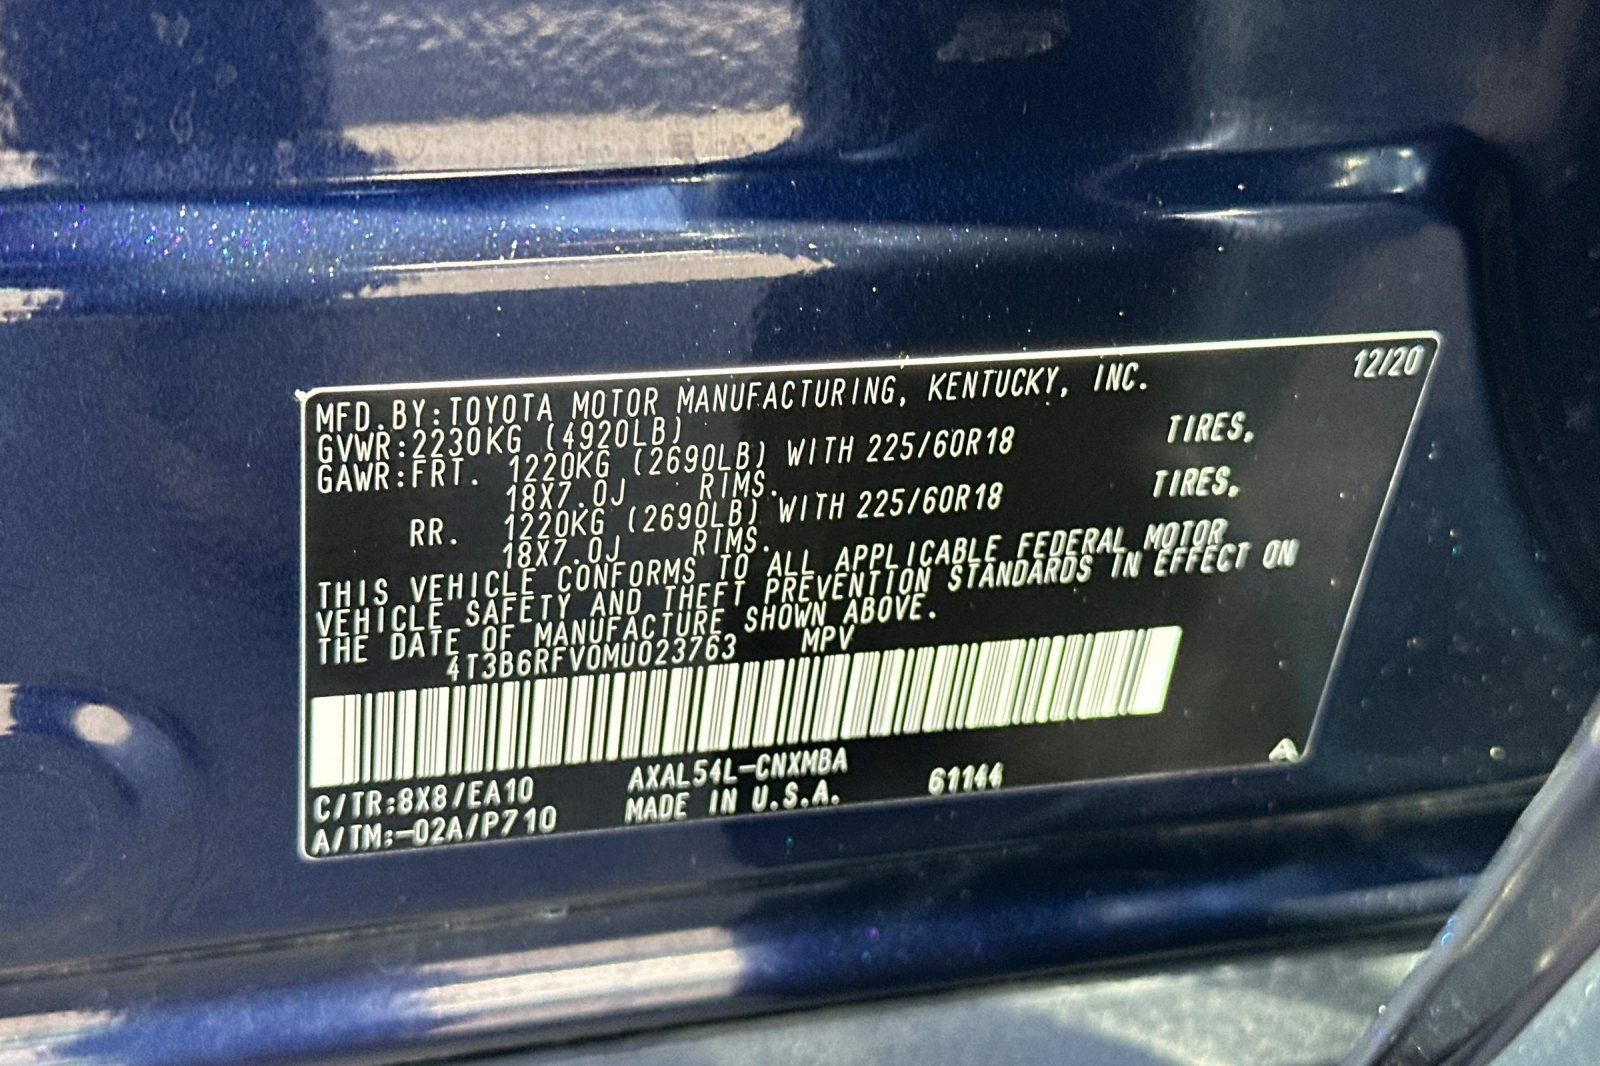 12/20
MFD.BY:TOYOTA MOTOR MANUFACTURING, KENTUCKY, INC.
GVWR:2230KG (4920LB)
GAWR:FRT. 1220KG (2690LB) WITH 225/60R18 TIRES.
18X7.0J RIMS.
RR. 1220KG (2690LB) WITH 225/60R18 TIRES.
18X7.0J RIMS.
THIS VEHICLE CONFORMS TO ALL APPLICABLE FEDERAL MOTOR
VEHICLE SAFETY AND THEFT PREVENTION STANDARDS IN EFFECT ON
THE DATE OF MANUFACTURE SHOWN ABOVE.
4T3B6RFV0MU023763 MPV
C/TR:8X8/EA10 AXAL54L-CNXMBA 61144 A
A/TM:-02A/P710 MADE IN U.S.A.